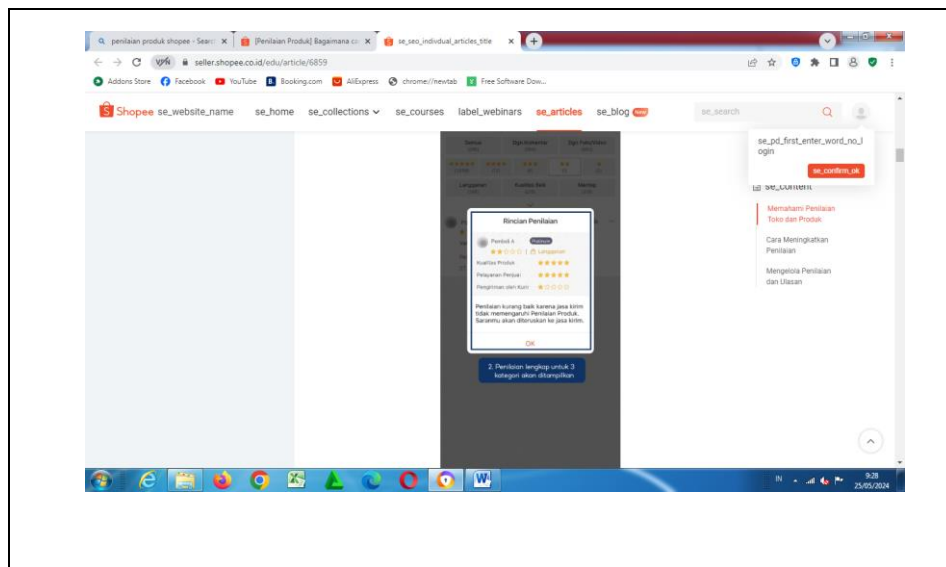 penilaian produk shopee - Searc
[Penilaian Produk] Bagaimana ca
se_seo_indivdual_articles_title
VPN
seller.shopee.co.id/edu/article/6859
Addons Store
Facebook
YouTube
Booking.com
AliExpress
chrome://newtab
Free Software Dow...
Shopee se_website_name
se_home
se_collections
se_courses
label_webinars
se_articles
se_blog
se_search
se_pd_first_enter_word_no_l
ogin
se_confirm_ok
se_content
Memahami Penilaian
Toko dan Produk
Cara Meningkatkan
Penilaian
Mengelola Penilaian
dan Ulasan
Rincian Penilaian
Pembeli A
Langganan
Kualitas Produk
Pelayanan Penjual
Pengiriman oleh Kurir
Penilaian kurang baik karena jasa kirim
tidak memengaruhi Penilaian Produk.
Saranmu akan diteruskan ke jasa kirim.
OK
2. Penilaian lengkap untuk 3
kategori akan ditampilkan
IN
9:28
25/05/2024